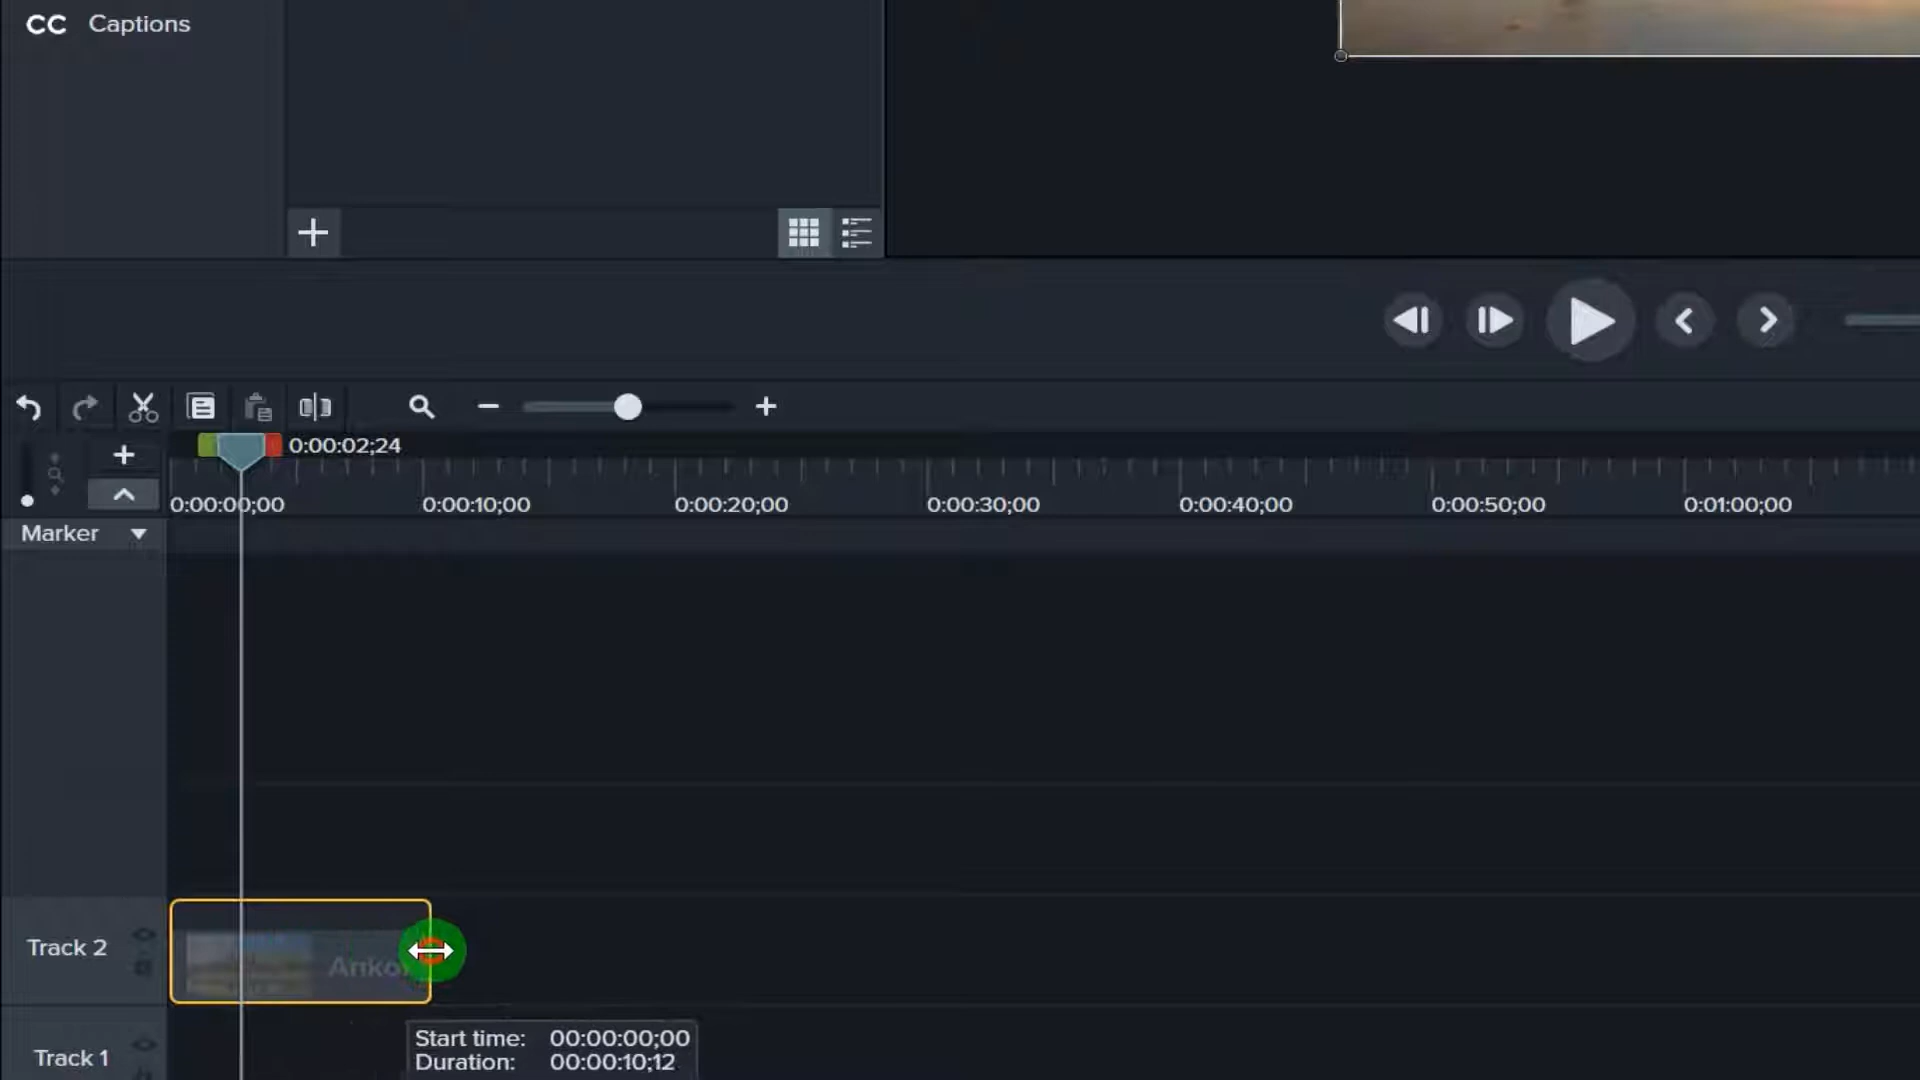 CC Captions
0:00:02;24
0:00:00;00 0:00:10;00 0:00:20;00 0:00:30;00 0:00:40;00 0:00:50;00 0:01:00;00
Marker
Track 2
Anko
Track 1
Start time: 00:00:00;00
Duration: 00:00:10;12